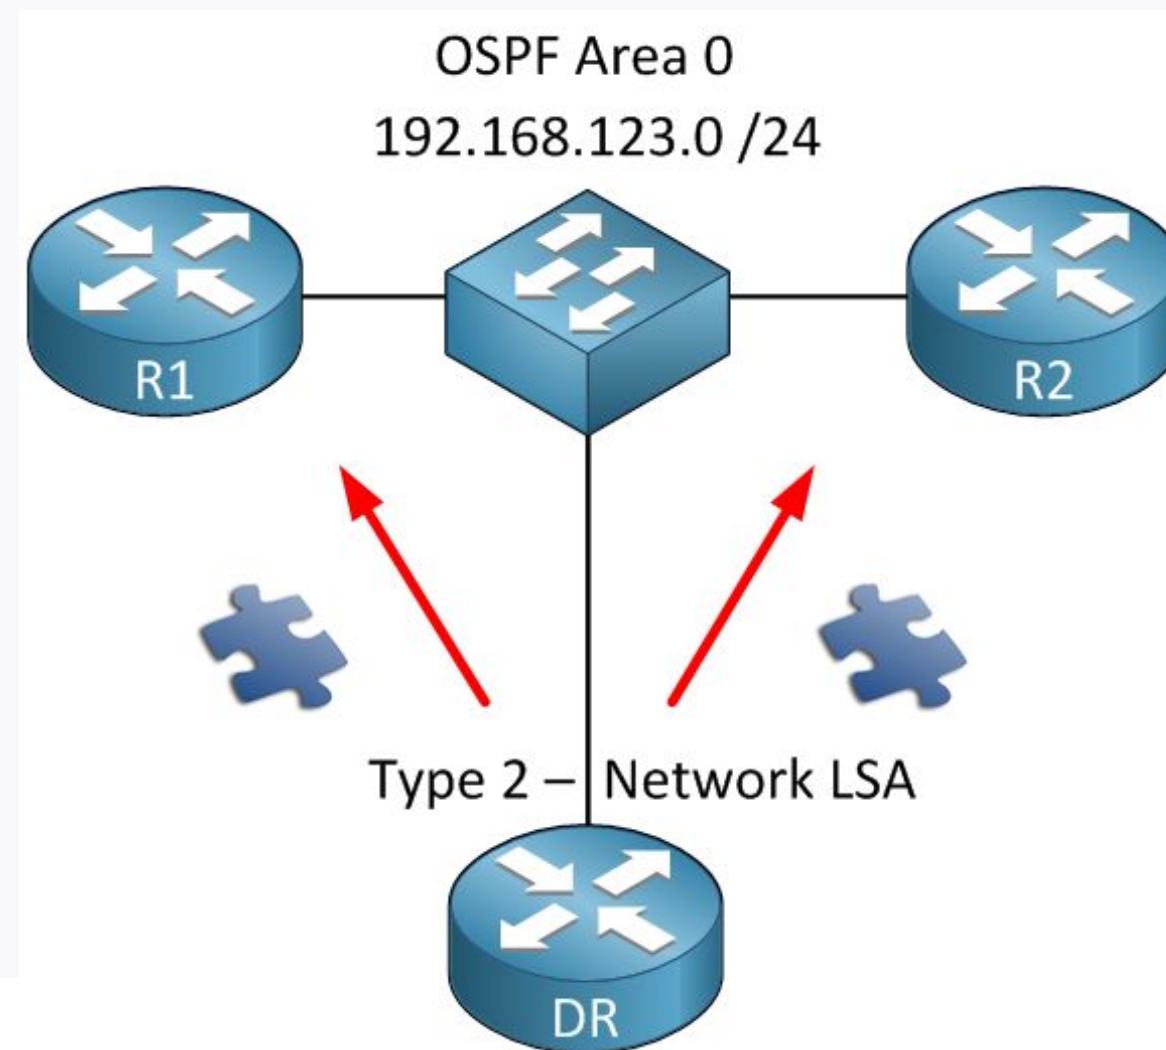 OSPF Area 0
192.168.123.0 /24
R1
R2
Type 2 – Network LSA
DR